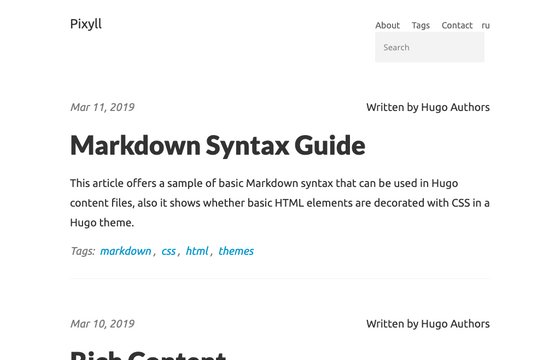 Pixyll
About Tags Contact ru
Search
Mar 11, 2019 Written by Hugo Authors
Markdown Syntax Guide
This article offers a sample of basic Markdown syntax that can be used in Hugo
content files, also it shows whether basic HTML elements are decorated with CSS in a
Hugo theme.
Tags: markdown , css , html , themes
Mar 10, 2019 Written by Hugo Authors
Rich Content